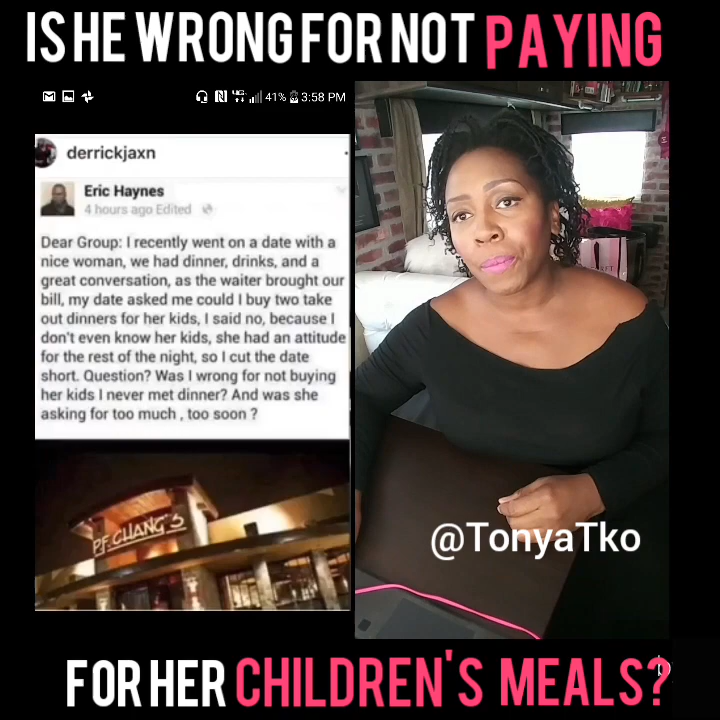 IS HE WRONG FOR NOT PAYING
41% 3:58 PM
derrickjaxn
Eric Haynes
4 hours ago Edited
Dear Group: I recently went on a date with a
nice woman, we had dinner, drinks, and a
great conversation, as the waiter brought our
bill, my date asked me could I buy two take
out dinners for her kids, I said no, because I
don't even know her kids, she had an attitude
for the rest of the night, so I cut the date
short. Question? Was I wrong for not buying
her kids I never met dinner? And was she
asking for too much , too soon ?
P.F. CHANG'S
@TonyaTko
FOR HER CHILDREN'S MEALS?